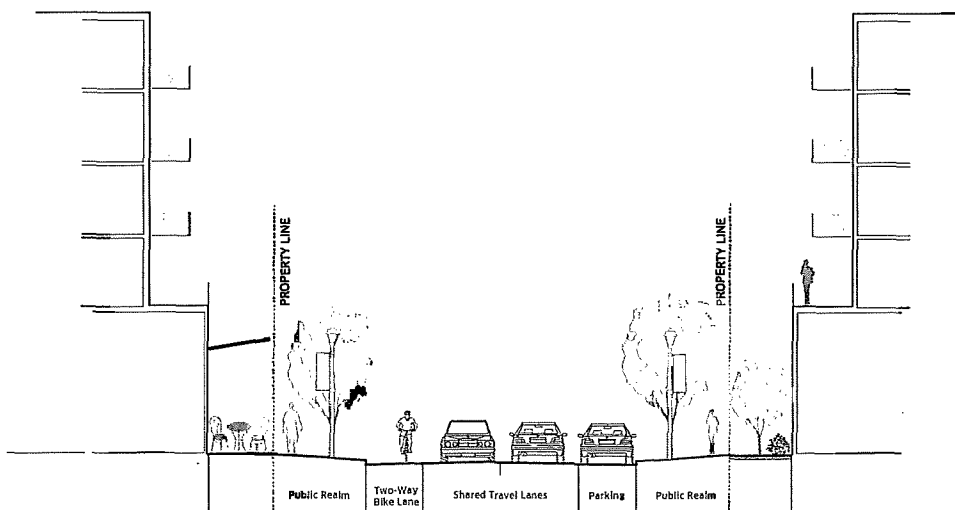 PROPERTY LINE
PROPERTY LINE
Public Realm
Two-Way
Bike Lane
Shared Travel Lanes
Parking
Public Realm